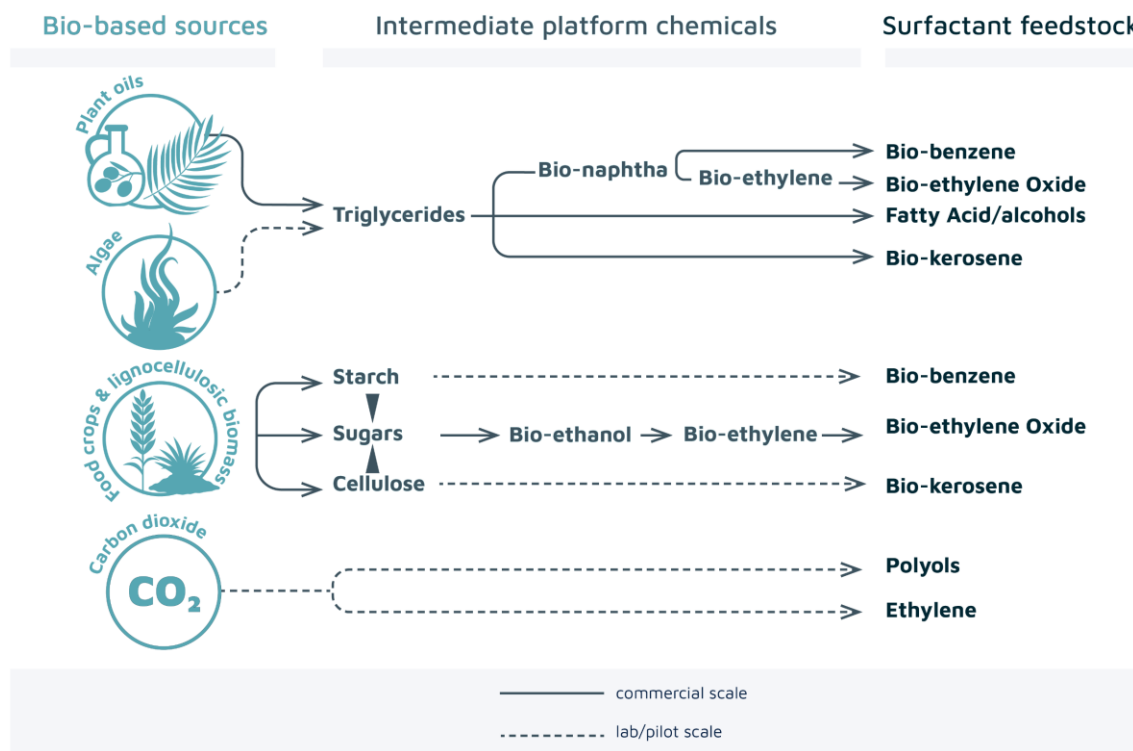 Bio-based sources
Intermediate platform chemicals
Surfactant feedstock
Plant oils
Bio-benzene
Bio-naphtha
Bio-ethylene
Bio-ethylene Oxide
Triglycerides
Fatty Acid/alcohols
Algae
Bio-kerosene
Food crops & lignocellulosic biomass
Starch
Bio-benzene
Sugars
Bio-ethanol
Bio-ethylene
Bio-ethylene Oxide
Cellulose
Bio-kerosene
Carbon dioxide
CO₂
Polyols
Ethylene
commercial scale
lab/pilot scale